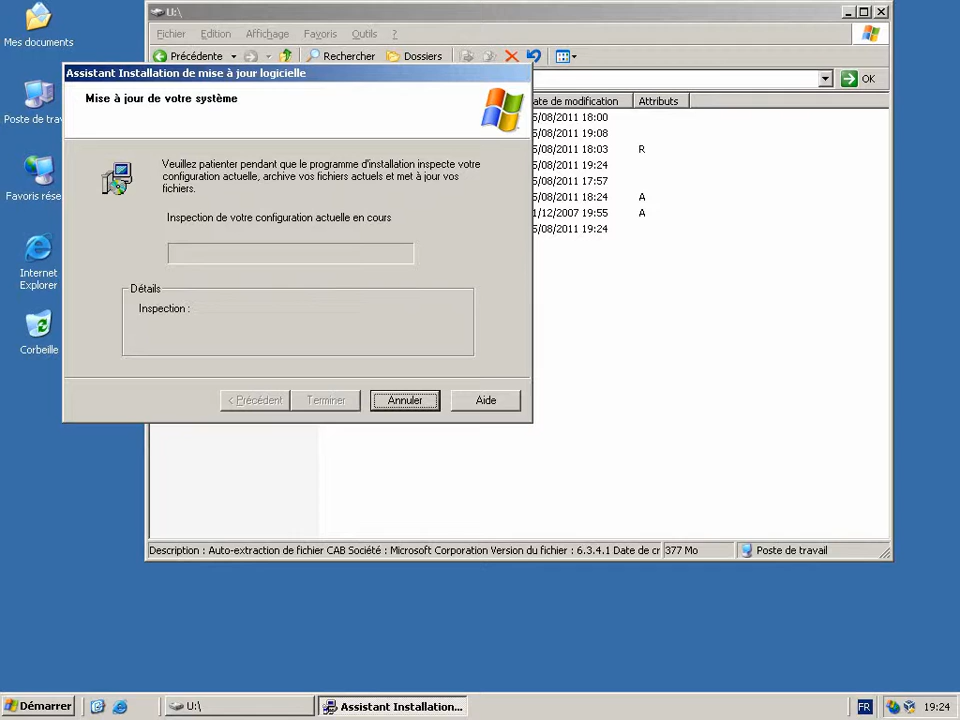 Mes documents
Poste de tra
Favoris rése
Internet
Explorer
Corbeille
U:\
Fichier Edition Affichage Favoris Outils ?
Précédente Rechercher Dossiers
OK
ate de modification Attributs
5/08/2011 18:00
5/08/2011 19:08
5/08/2011 18:03 R
5/08/2011 19:24
5/08/2011 17:57
5/08/2011 18:24 A
1/12/2007 19:55 A
5/08/2011 19:24
Assistant Installation de mise à jour logicielle
Mise à jour de votre système
Veuillez patienter pendant que le programme d'installation inspecte votre
configuration actuelle, archive vos fichiers actuels et met à jour vos
fichiers.
Inspection de votre configuration actuelle en cours
Détails
Inspection :
< Précédent Terminer Annuler Aide
Description : Auto-extraction de fichier CAB Société : Microsoft Corporation Version du fichier : 6.3.4.1 Date de cr 377 Mo Poste de travail
Démarrer U:\ Assistant Installation... FR 19:24